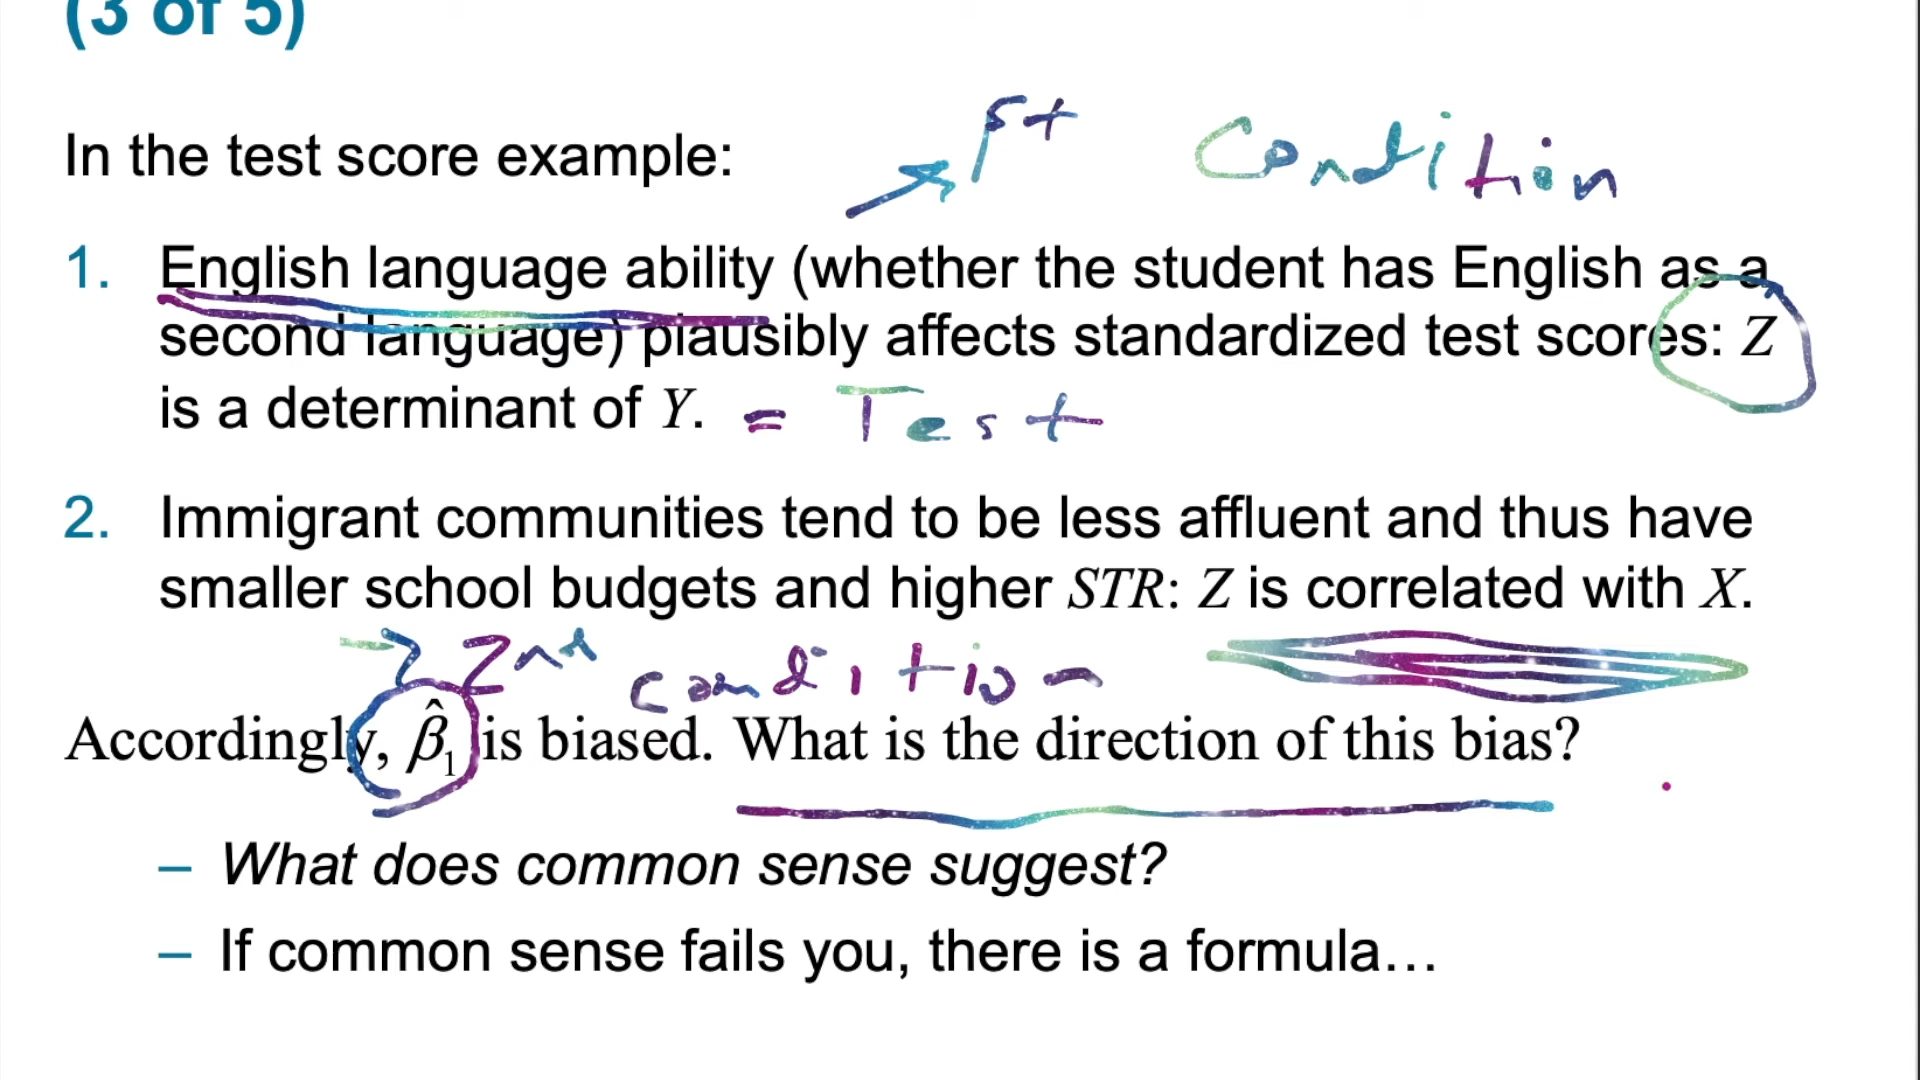 (3 of 5)
1st Condition
In the test score example:
1. English language ability (whether the student has English as a
second language) plausibly affects standardized test scores: Z
is a determinant of Y. = Test
2. Immigrant communities tend to be less affluent and thus have
smaller school budgets and higher STR: Z is correlated with X.
2nd condition
Accordingly, β̂₁ is biased. What is the direction of this bias?
– What does common sense suggest?
– If common sense fails you, there is a formula…